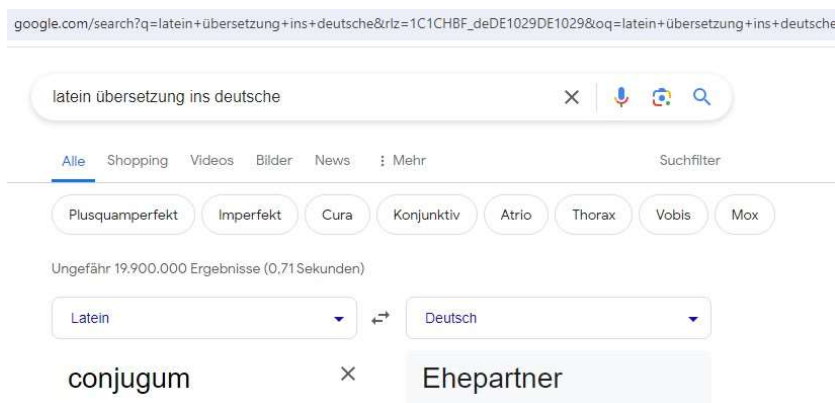 google.com/search?q=latein+übersetzung+ins+deutsche&rlz=1C1CHBF_deDE1029DE1029&oq=latein+übersetzung+ins+deutsche
latein übersetzung ins deutsche
Alle Shopping Videos Bilder News Mehr Suchfilter
Plusquamperfekt Imperfekt Cura Konjunktiv Atrio Thorax Vobis Mox
Ungefähr 19.900.000 Ergebnisse (0,71 Sekunden)
Latein Deutsch
conjugum Ehepartner